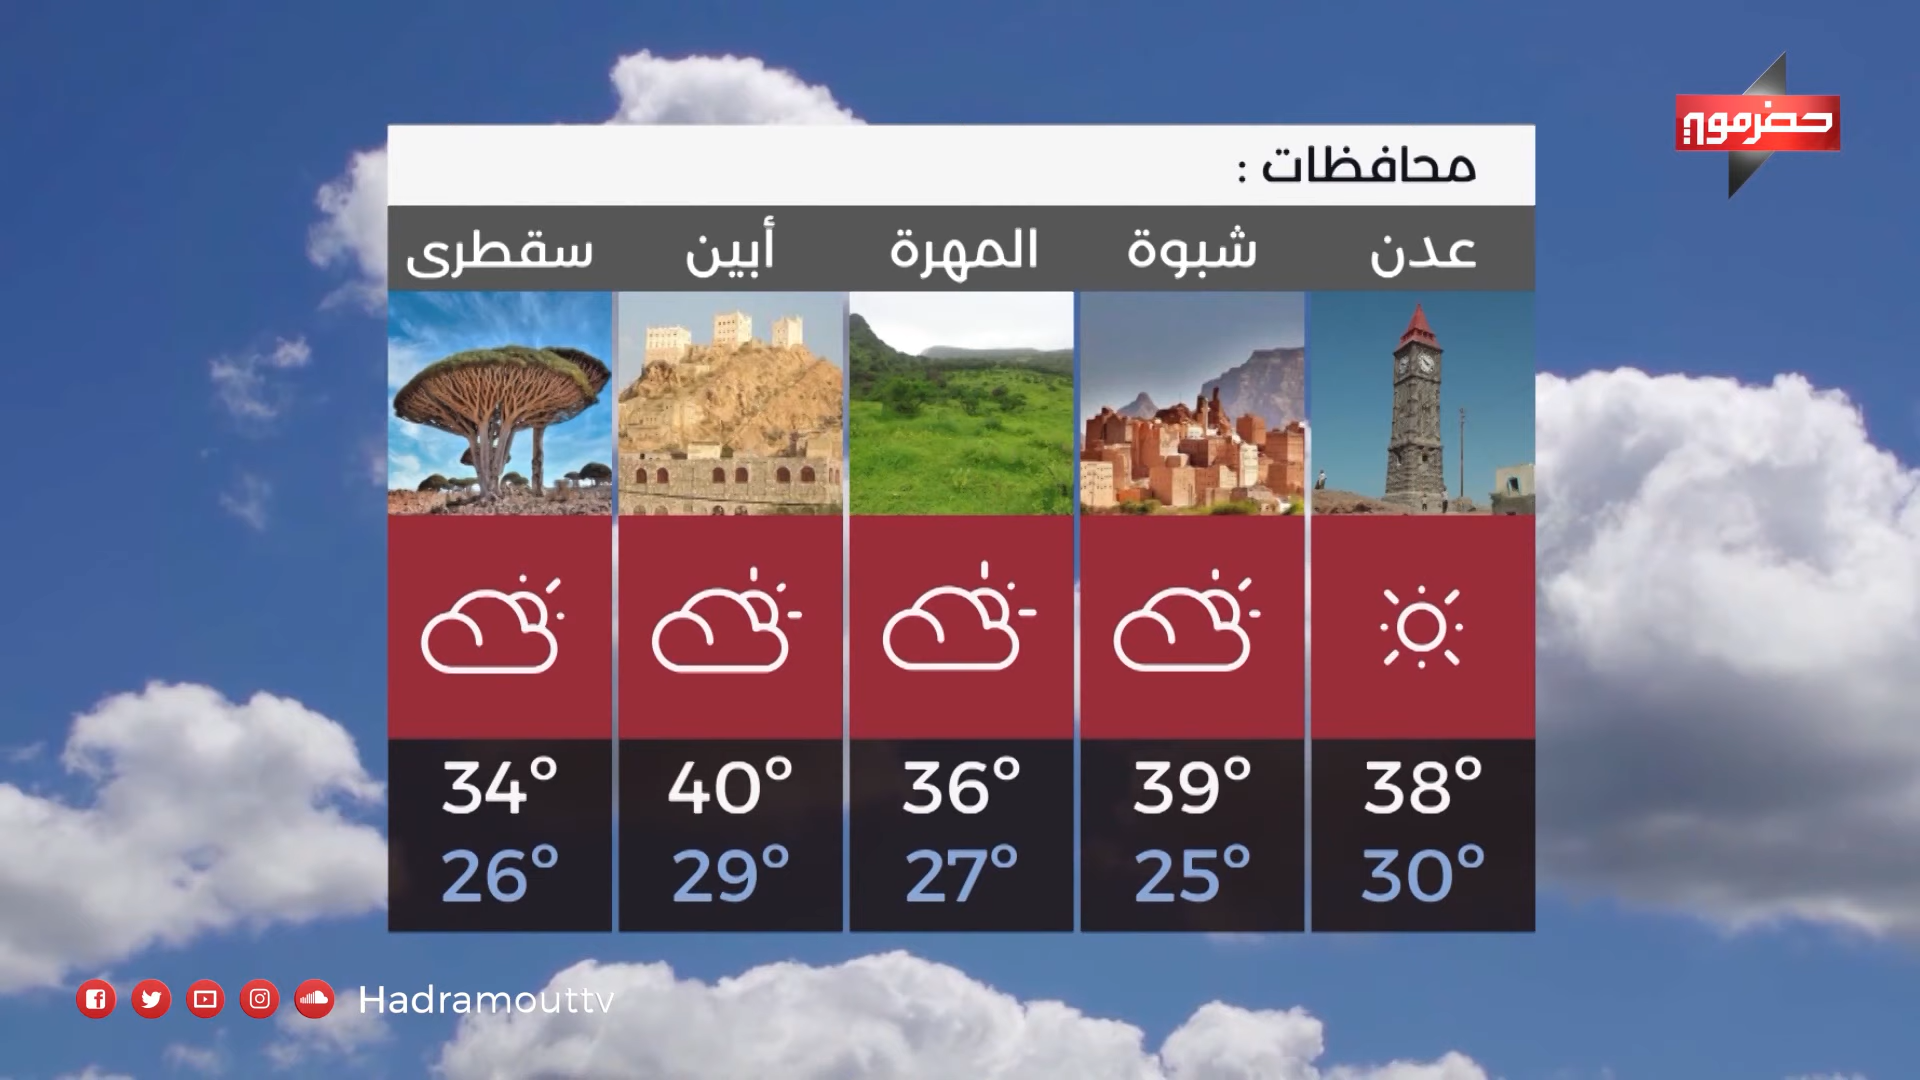 حضرموت
محافظات :
عدن شبوة المهرة أبين سقطرى
38° 39° 36° 40° 34°
30° 25° 27° 29° 26°
Hadramouttv